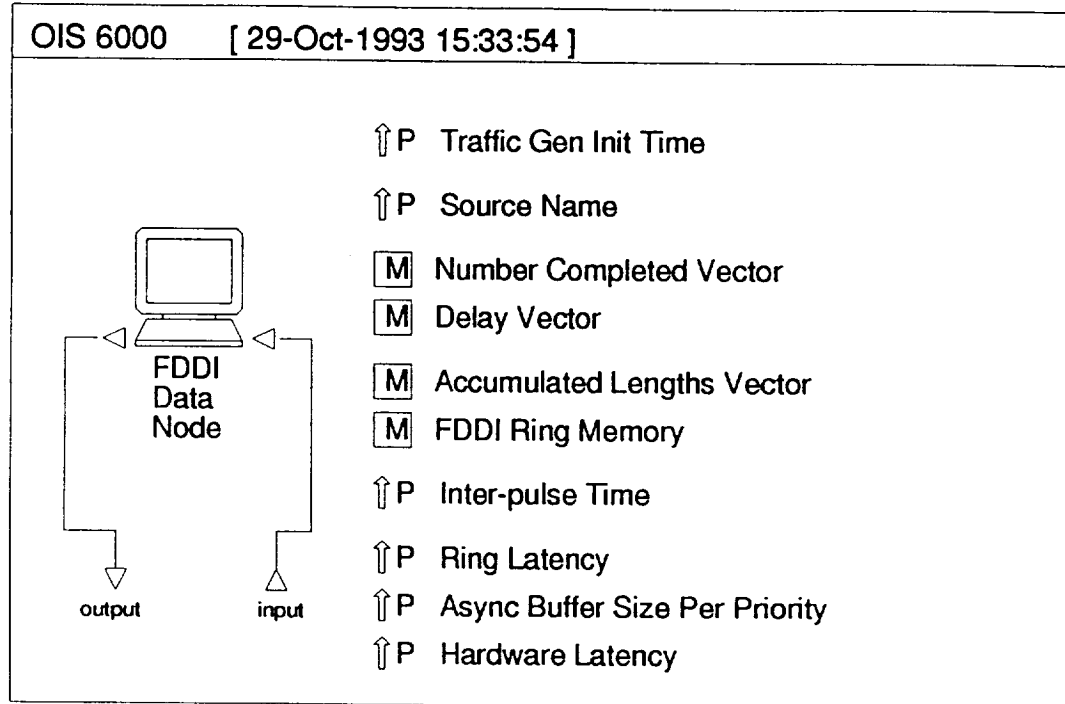 OIS 6000 [ 29-Oct-1993 15:33:54 ]
⇧P Traffic Gen Init Time
⇧P Source Name
M Number Completed Vector
M Delay Vector
FDDI
Data
Node
M Accumulated Lengths Vector
M FDDI Ring Memory
⇧P Inter-pulse Time
⇧P Ring Latency
output
input
⇧P Async Buffer Size Per Priority
⇧P Hardware Latency